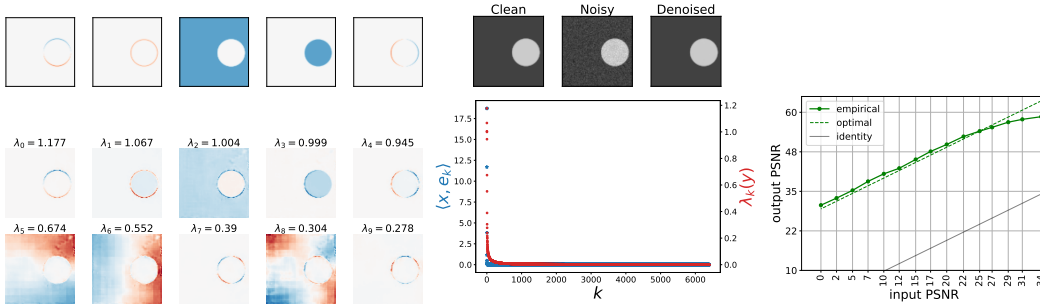 Clean Noisy Denoised
λ₀ = 1.177 λ₁ = 1.067 λ₂ = 1.004 λ₃ = 0.999 λ₄ = 0.945
λ₅ = 0.674 λ₆ = 0.552 λ₇ = 0.39 λ₈ = 0.304 λ₉ = 0.278
⟨x, eₖ⟩
17.5
15.0
12.5
10.0
7.5
5.0
2.5
0.0
0 1000 2000 3000 4000 5000 6000
k
1.2
1.0
0.8
0.6
0.4
0.2
0.0
λₖ(y)
empirical
optimal
identity
output PSNR
60
48
35
22
10
0 2 5 7 10 12 15 17 20 22 25 27 29 31 34
input PSNR